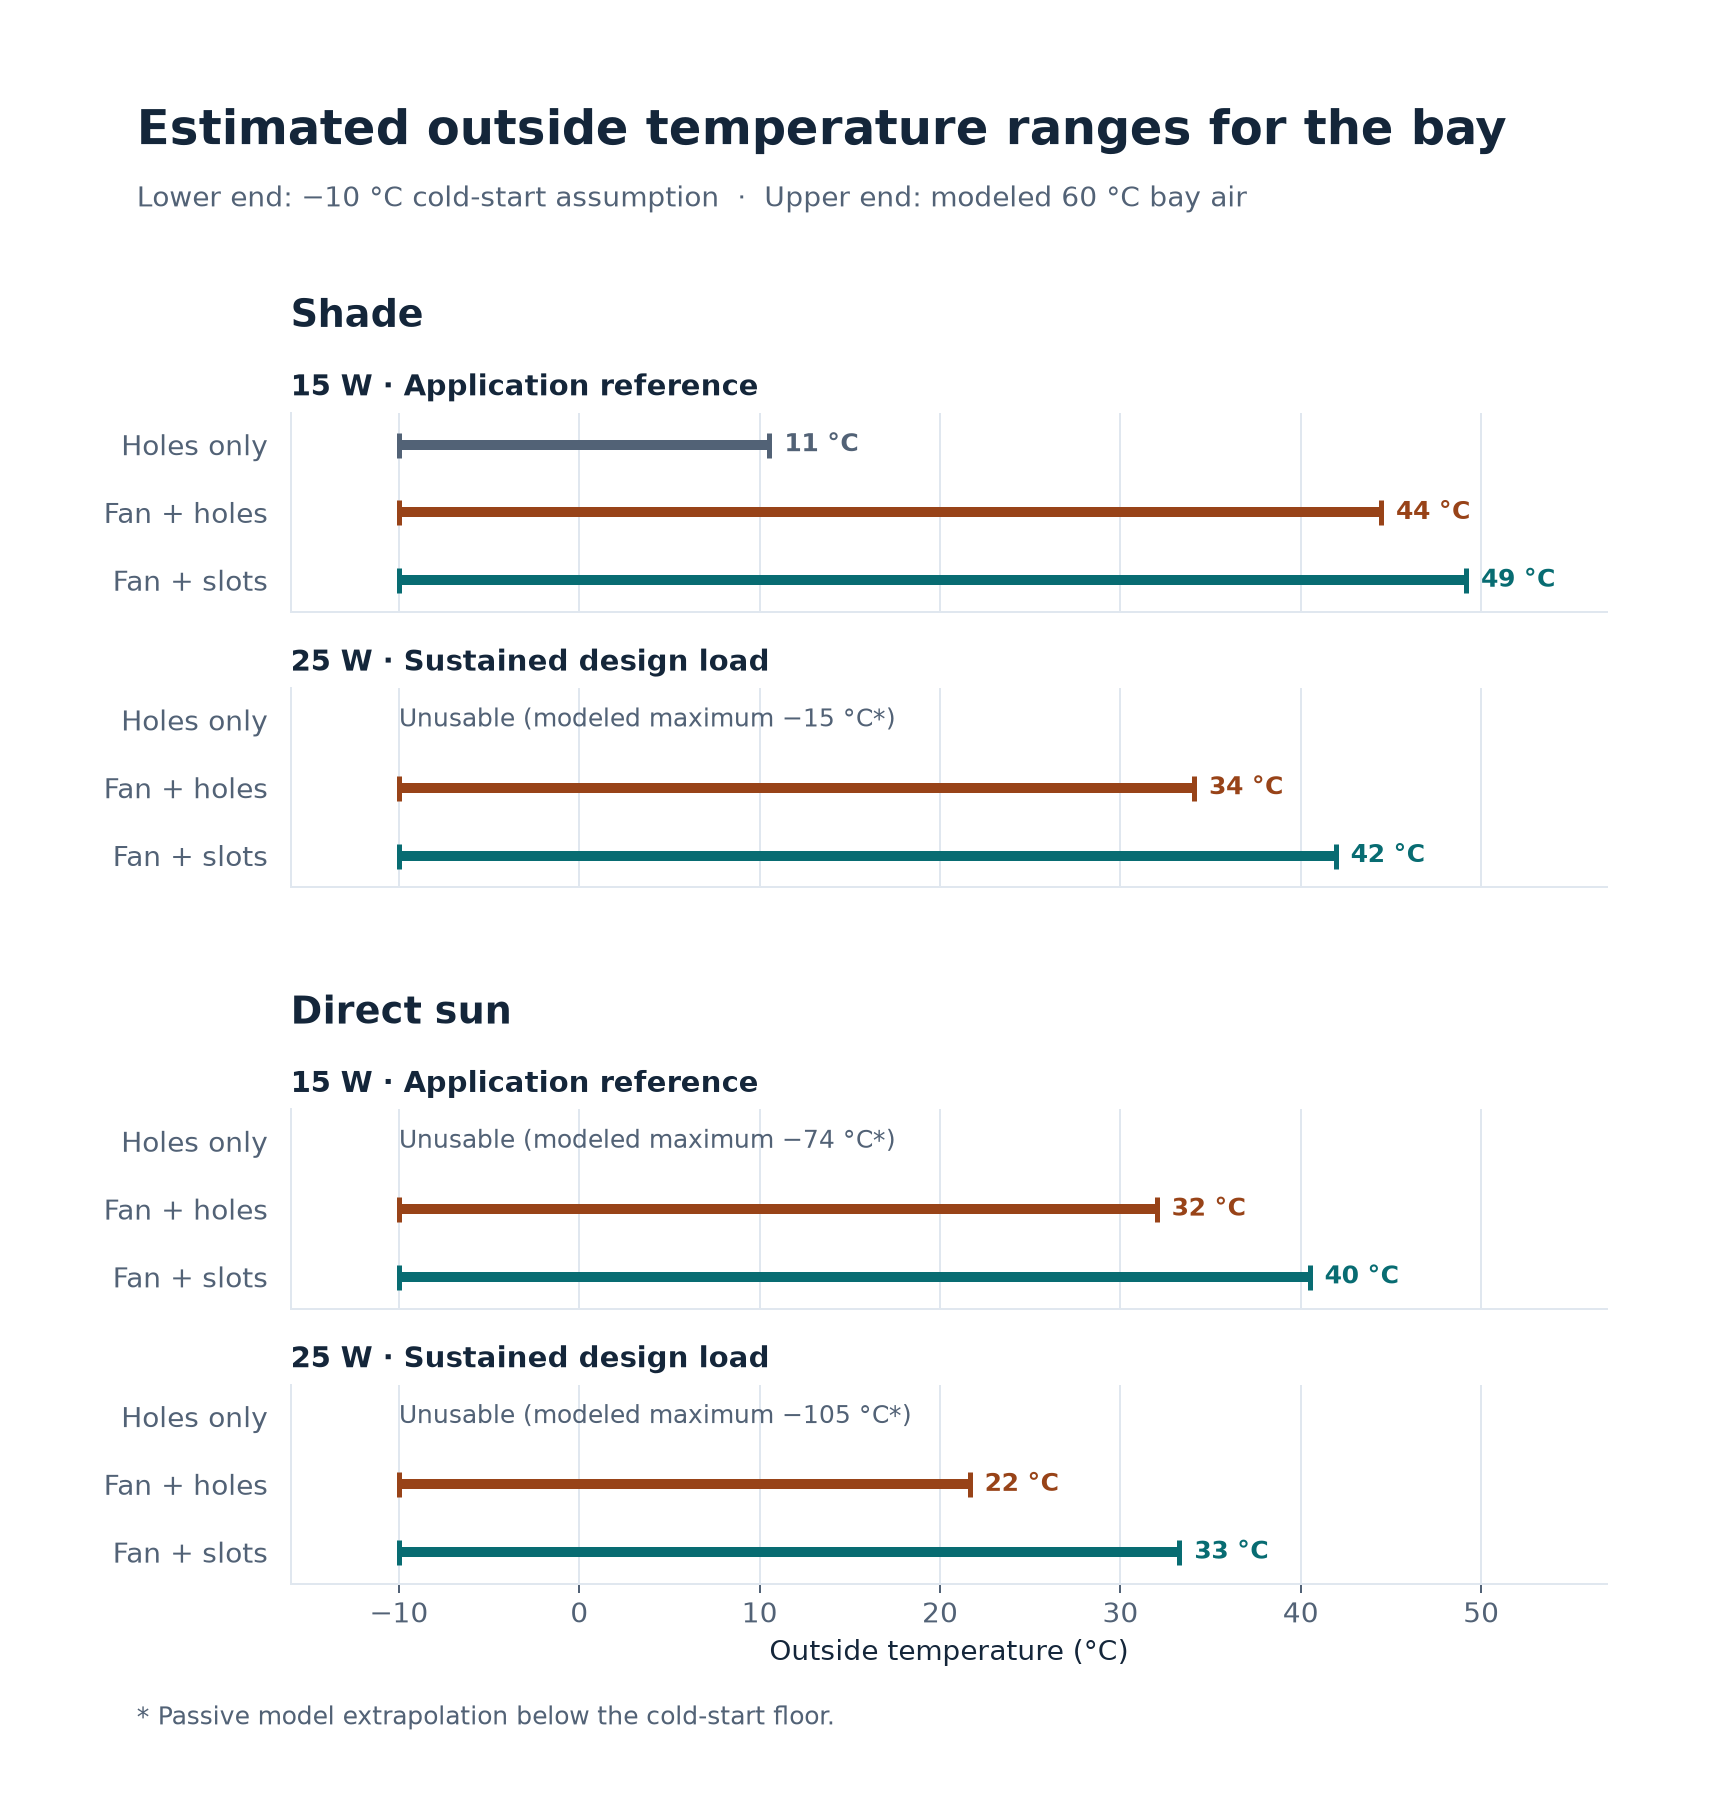 Estimated outside temperature ranges for the bay
Lower end: −10 °C cold-start assumption · Upper end: modeled 60 °C bay air
Shade
15 W · Application reference
Holes only 11 °C
Fan + holes 44 °C
Fan + slots 49 °C
25 W · Sustained design load
Holes only Unusable (modeled maximum −15 °C*)
Fan + holes 34 °C
Fan + slots 42 °C
Direct sun
15 W · Application reference
Holes only Unusable (modeled maximum −74 °C*)
Fan + holes 32 °C
Fan + slots 40 °C
25 W · Sustained design load
Holes only Unusable (modeled maximum −105 °C*)
Fan + holes 22 °C
Fan + slots 33 °C
−10 0 10 20 30 40 50
Outside temperature (°C)
* Passive model extrapolation below the cold-start floor.